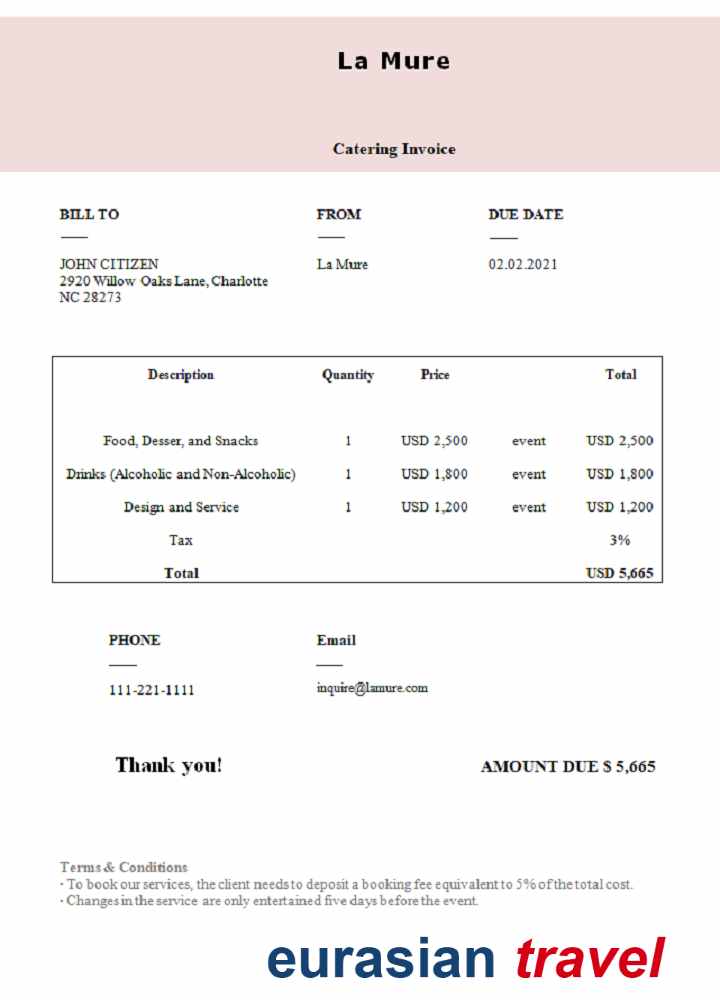 La Mure
Catering Invoice
BILL TO FROM DUE DATE
JOHN CITIZEN La Mure 02.02.2021
2920 Willow Oaks Lane, Charlotte
NC 28273
Description Quantity Price Total
Food, Desser, and Snacks 1 USD 2,500 event USD 2,500
Drinks (Alcoholic and Non-Alcoholic) 1 USD 1,800 event USD 1,800
Design and Service 1 USD 1,200 event USD 1,200
Tax 3%
Total USD 5,665
PHONE Email
111-221-1111 inquire@lamure.com
Thank you! AMOUNT DUE $ 5,665
Terms & Conditions
· To book our services, the client needs to deposit a booking fee equivalent to 5% of the total cost.
· Changes in the service are only entertained five days before the event.
eurasian travel